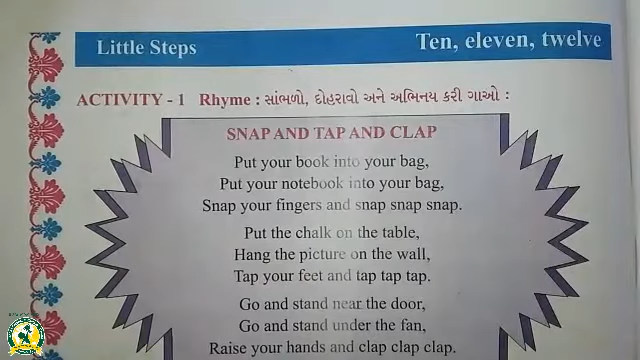 Little Steps
Ten, eleven, twelve
ACTIVITY - 1 Rhyme : સાંભળો, દોહરાવો અને અભિનય કરી ગાઓ :
SNAP AND TAP AND CLAP
Put your book into your bag,
Put your notebook into your bag,
Snap your fingers and snap snap snap.
Put the chalk on the table,
Hang the picture on the wall,
Tap your feet and tap tap tap.
Go and stand near the door,
Go and stand under the fan,
Raise your hands and clap clap clap.